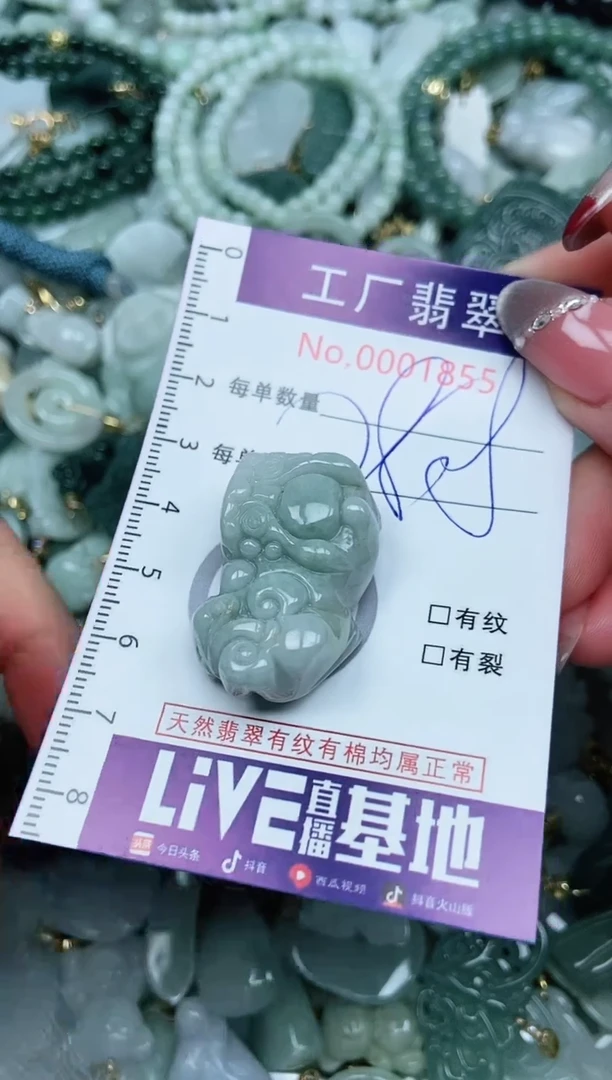 0
工厂翡翠
1
No.0001855
2
每单数量
3
每单
4
5
□有纹
6
□有裂
7
天然翡翠有纹有棉均属正常
8
LiVE直播基地
今日头条 抖音 西瓜视频 抖音火山版